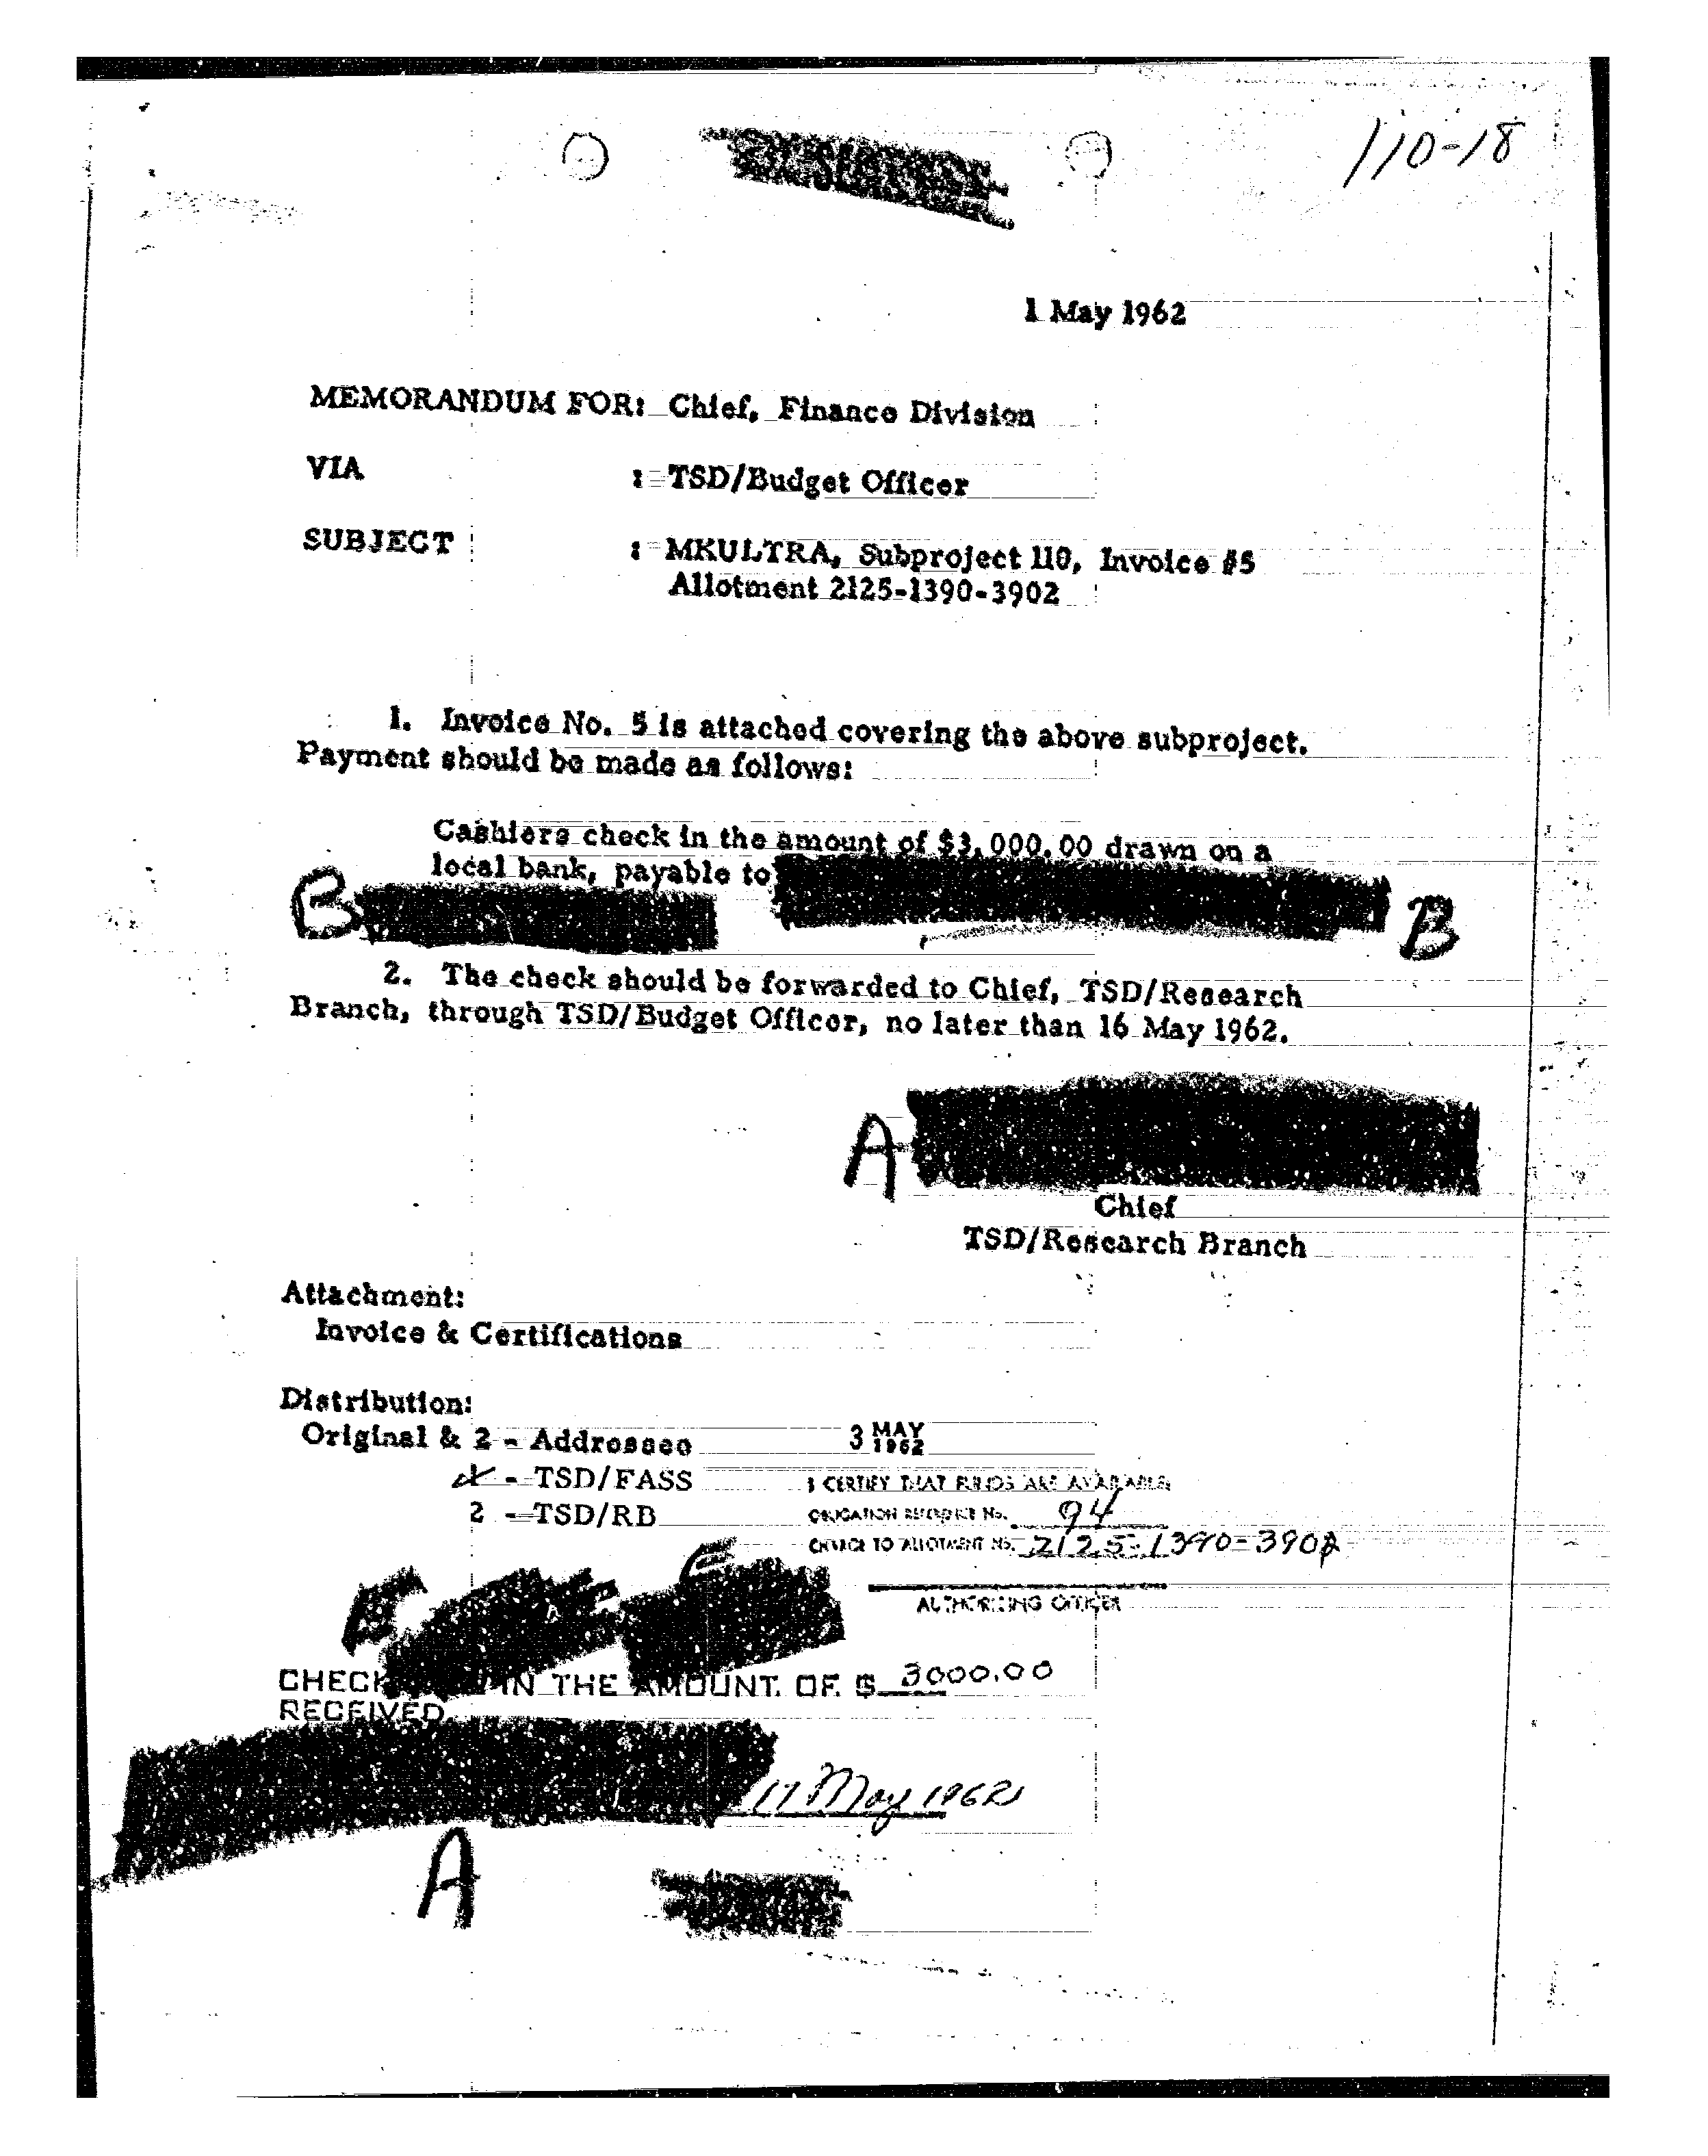 110-18
1 May 1962
MEMORANDUM FOR: Chief, Finance Division
VIA : TSD/Budget Officer
SUBJECT : MKULTRA, Subproject 110, Invoice #5
Allotment 2125-1390-3902
1. Invoice No. 5 is attached covering the above subproject.
Payment should be made as follows:
Cashiers check in the amount of $3,000.00 drawn on a
local bank, payable to
B B
2. The check should be forwarded to Chief, TSD/Research
Branch, through TSD/Budget Officer, no later than 16 May 1962.
A
Chief
TSD/Research Branch
Attachment:
Invoice & Certifications
Distribution:
Original & 2 - Addressee 3 MAY 1962
- TSD/FASS I CERTIFY THAT FUNDS ARE AVAILABLE
2 - TSD/RB OBLIGATION REFERENCE No. 94
CHARGE TO ALLOTMENT No. 2125-1390-3902
AUTHORIZING OFFICER
CHECK IN THE AMOUNT OF $ 3000.00
RECEIVED
17 May 1962
A